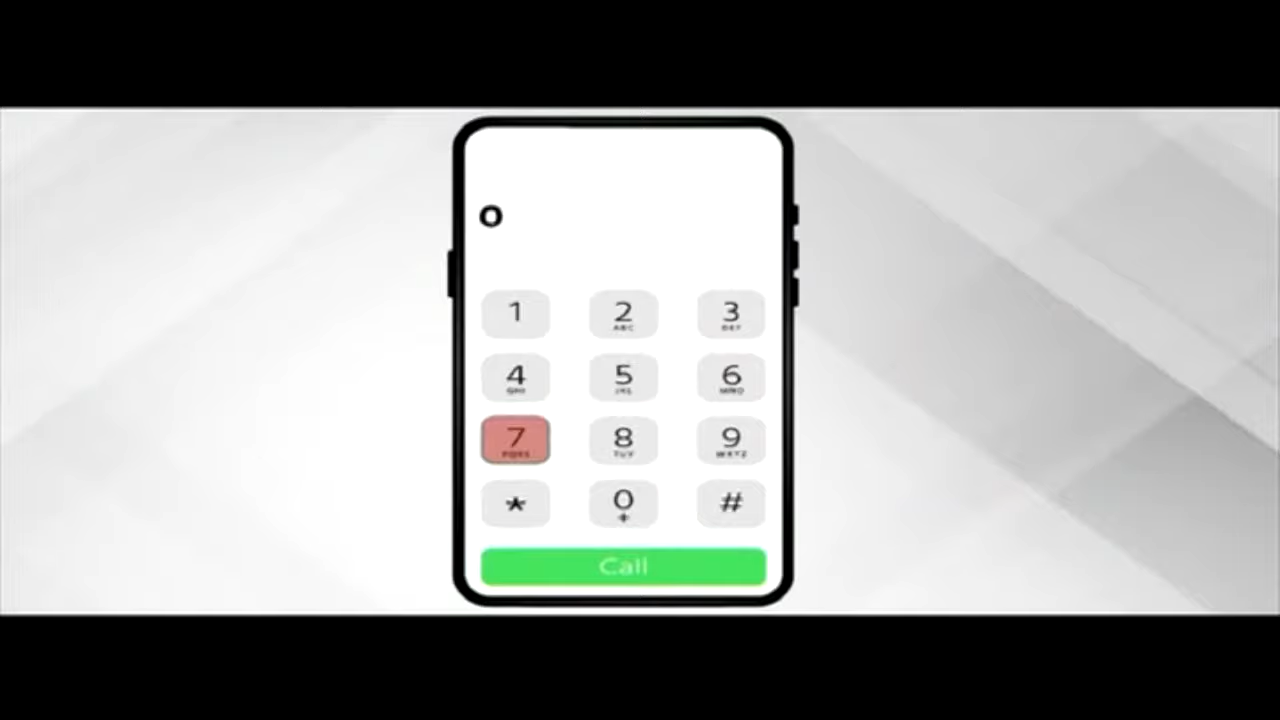 0
1 2 3
ABC DEF
4 5 6
GHI JKL MNO
7 8 9
PQRS TUV WXYZ
* 0 #
+
Call